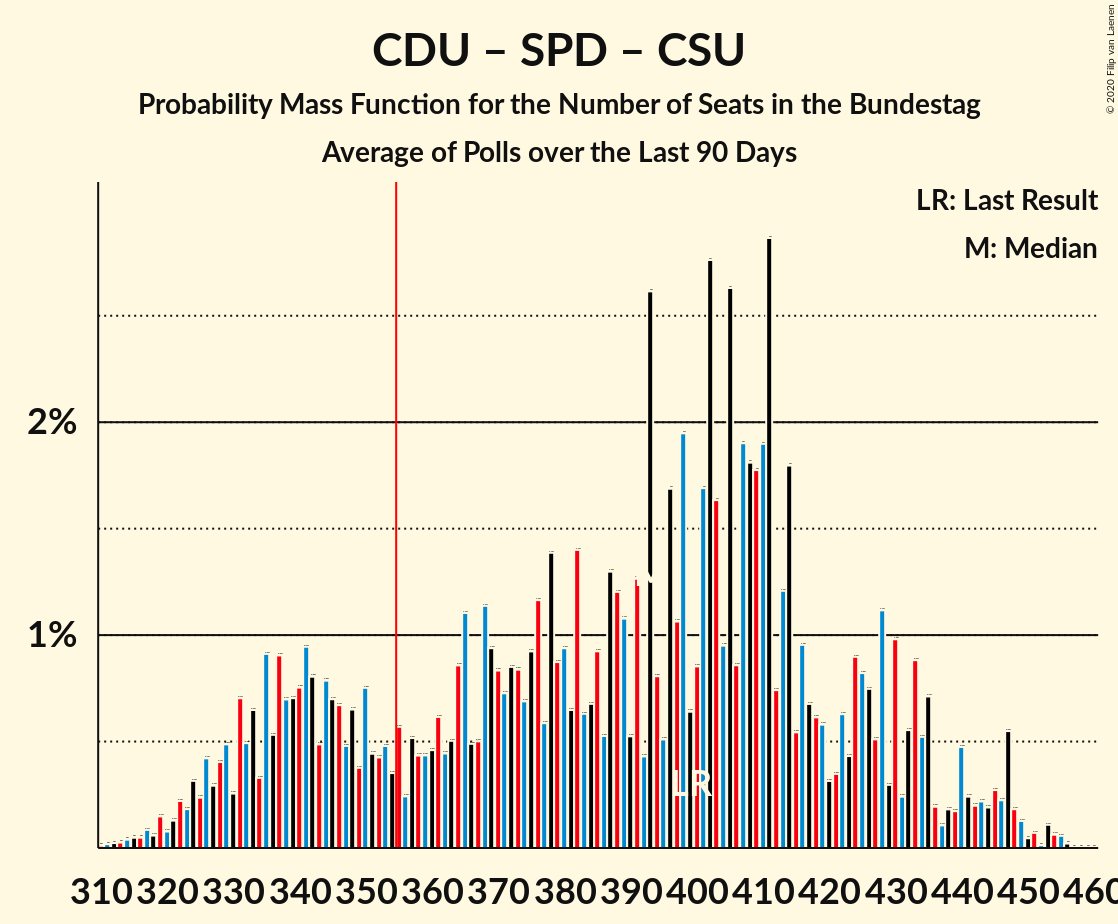 CDU – SPD – CSU
Probability Mass Function for the Number of Seats in the Bundestag
Average of Polls over the Last 90 Days
© 2020 Filip van Laenen
LR: Last Result
M: Median
2%
1%
M
LR
310 320 330 340 350 360 370 380 390 400 410 420 430 440 450 460